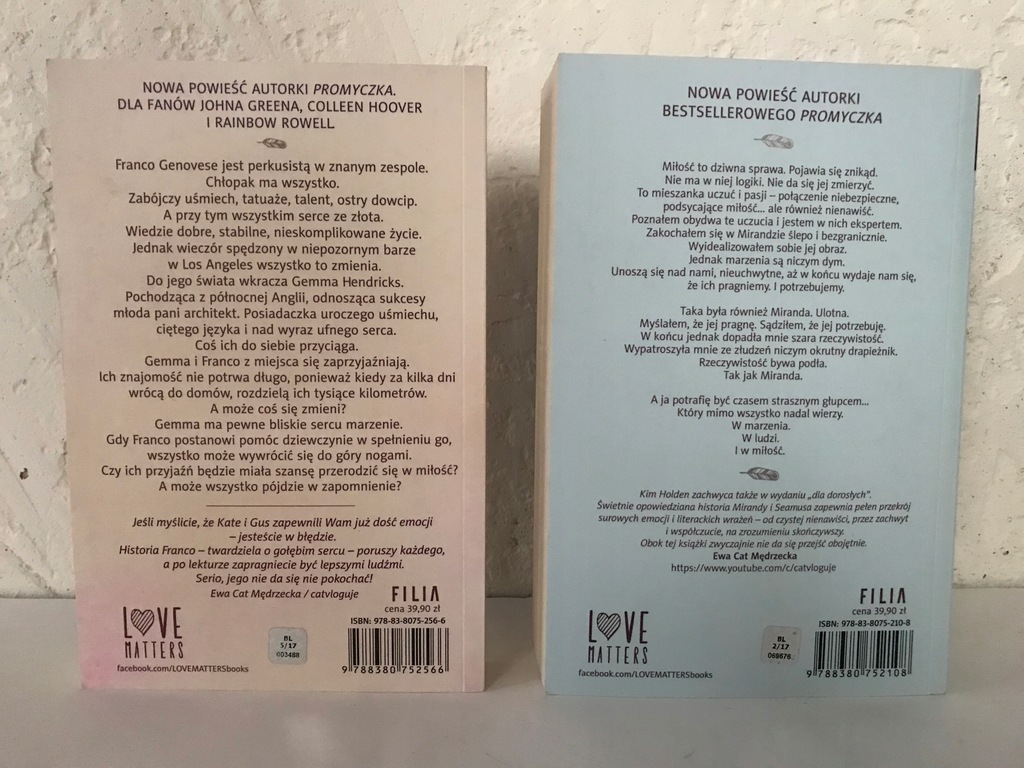 NOWA POWIEŚĆ AUTORKI PROMYCZKA.
DLA FANÓW JOHNA GREENA, COLLEEN HOOVER
I RAINBOW ROWELL
Franco Genovese jest perkusistą w znanym zespole.
Chłopak ma wszystko.
Zabójczy uśmiech, tatuaże, talent, ostry dowcip.
A przy tym wszystkim serce ze złota.
Wiedzie dobre, stabilne, nieskomplikowane życie.
Jednak wieczór spędzony w niepozornym barze
w Los Angeles wszystko to zmienia.
Do jego świata wkracza Gemma Hendricks.
Pochodząca z północnej Anglii, odnosząca sukcesy
młoda pani architekt. Posiadaczka uroczego uśmiechu,
ciętego języka i nad wyraz ufnego serca.
Coś ich do siebie przyciąga.
Gemma i Franco z miejsca się zaprzyjaźniają.
Ich znajomość nie potrwa długo, ponieważ kiedy za kilka dni
wrócą do domów, rozdzielą ich tysiące kilometrów.
A może coś się zmieni?
Gemma ma pewne bliskie sercu marzenie.
Gdy Franco postanowi pomóc dziewczynie w spełnieniu go,
wszystko może wywrócić się do góry nogami.
Czy ich przyjaźń będzie miała szansę przerodzić się w miłość?
A może wszystko pójdzie w zapomnienie?
Jeśli myślicie, że Kate i Gus zapewnili Wam już dość emocji
– jesteście w błędzie.
Historia Franco – twardziela o gołębim sercu – poruszy każdego,
a po lekturze zapragniecie być lepszymi ludźmi.
Serio, jego nie da się nie pokochać!
Ewa Cat Mędrzecka / catvloguje
FILIA
cena 39,90 zł
ISBN: 978-83-8075-256-6
LOVE
MATTERS
BL
5/17
003488
9 788380 752566
facebook.com/LOVEMATTERSbooks
NOWA POWIEŚĆ AUTORKI
BESTSELLEROWEGO PROMYCZKA
Miłość to dziwna sprawa. Pojawia się znikąd.
Nie ma w niej logiki. Nie da się jej zmierzyć.
To mieszanka uczuć i pasji – połączenie niebezpieczne,
podsycające miłość... ale również nienawiść.
Poznałem obydwa te uczucia i jestem w nich ekspertem.
Zakochałem się w Mirandzie ślepo i bezgranicznie.
Wyidealizowałem sobie jej obraz.
Jednak marzenia są niczym dym.
Unoszą się nad nami, nieuchwytne, aż w końcu wydaje nam się,
że ich pragniemy. I potrzebujemy.
Taka była również Miranda. Ulotna.
Myślałem, że jej pragnę. Sądziłem, że jej potrzebuję.
W końcu jednak dopadła mnie szara rzeczywistość.
Wypatroszyła mnie ze złudzeń niczym okrutny drapieżnik.
Rzeczywistość bywa podła.
Tak jak Miranda.
A ja potrafię być czasem strasznym głupcem...
Który mimo wszystko nadal wierzy.
W marzenia.
W ludzi.
I w miłość.
Kim Holden zachwyca także w wydaniu „dla dorosłych”.
Świetnie opowiedziana historia Mirandy i Seamusa zapewnia pełen przekrój
surowych emocji i literackich wrażeń – od czystej nienawiści, przez zachwyt
i współczucie, na zrozumieniu skończywszy.
Obok tej książki zwyczajnie nie da się przejść obojętnie.
Ewa Cat Mędrzecka
https://www.youtube.com/c/catvloguje
FILIA
cena 39,90 zł
ISBN: 978-83-8075-210-8
LOVE
MATTERS
BL
2/17
069676
9 788380 752108
facebook.com/LOVEMATTERSbooks